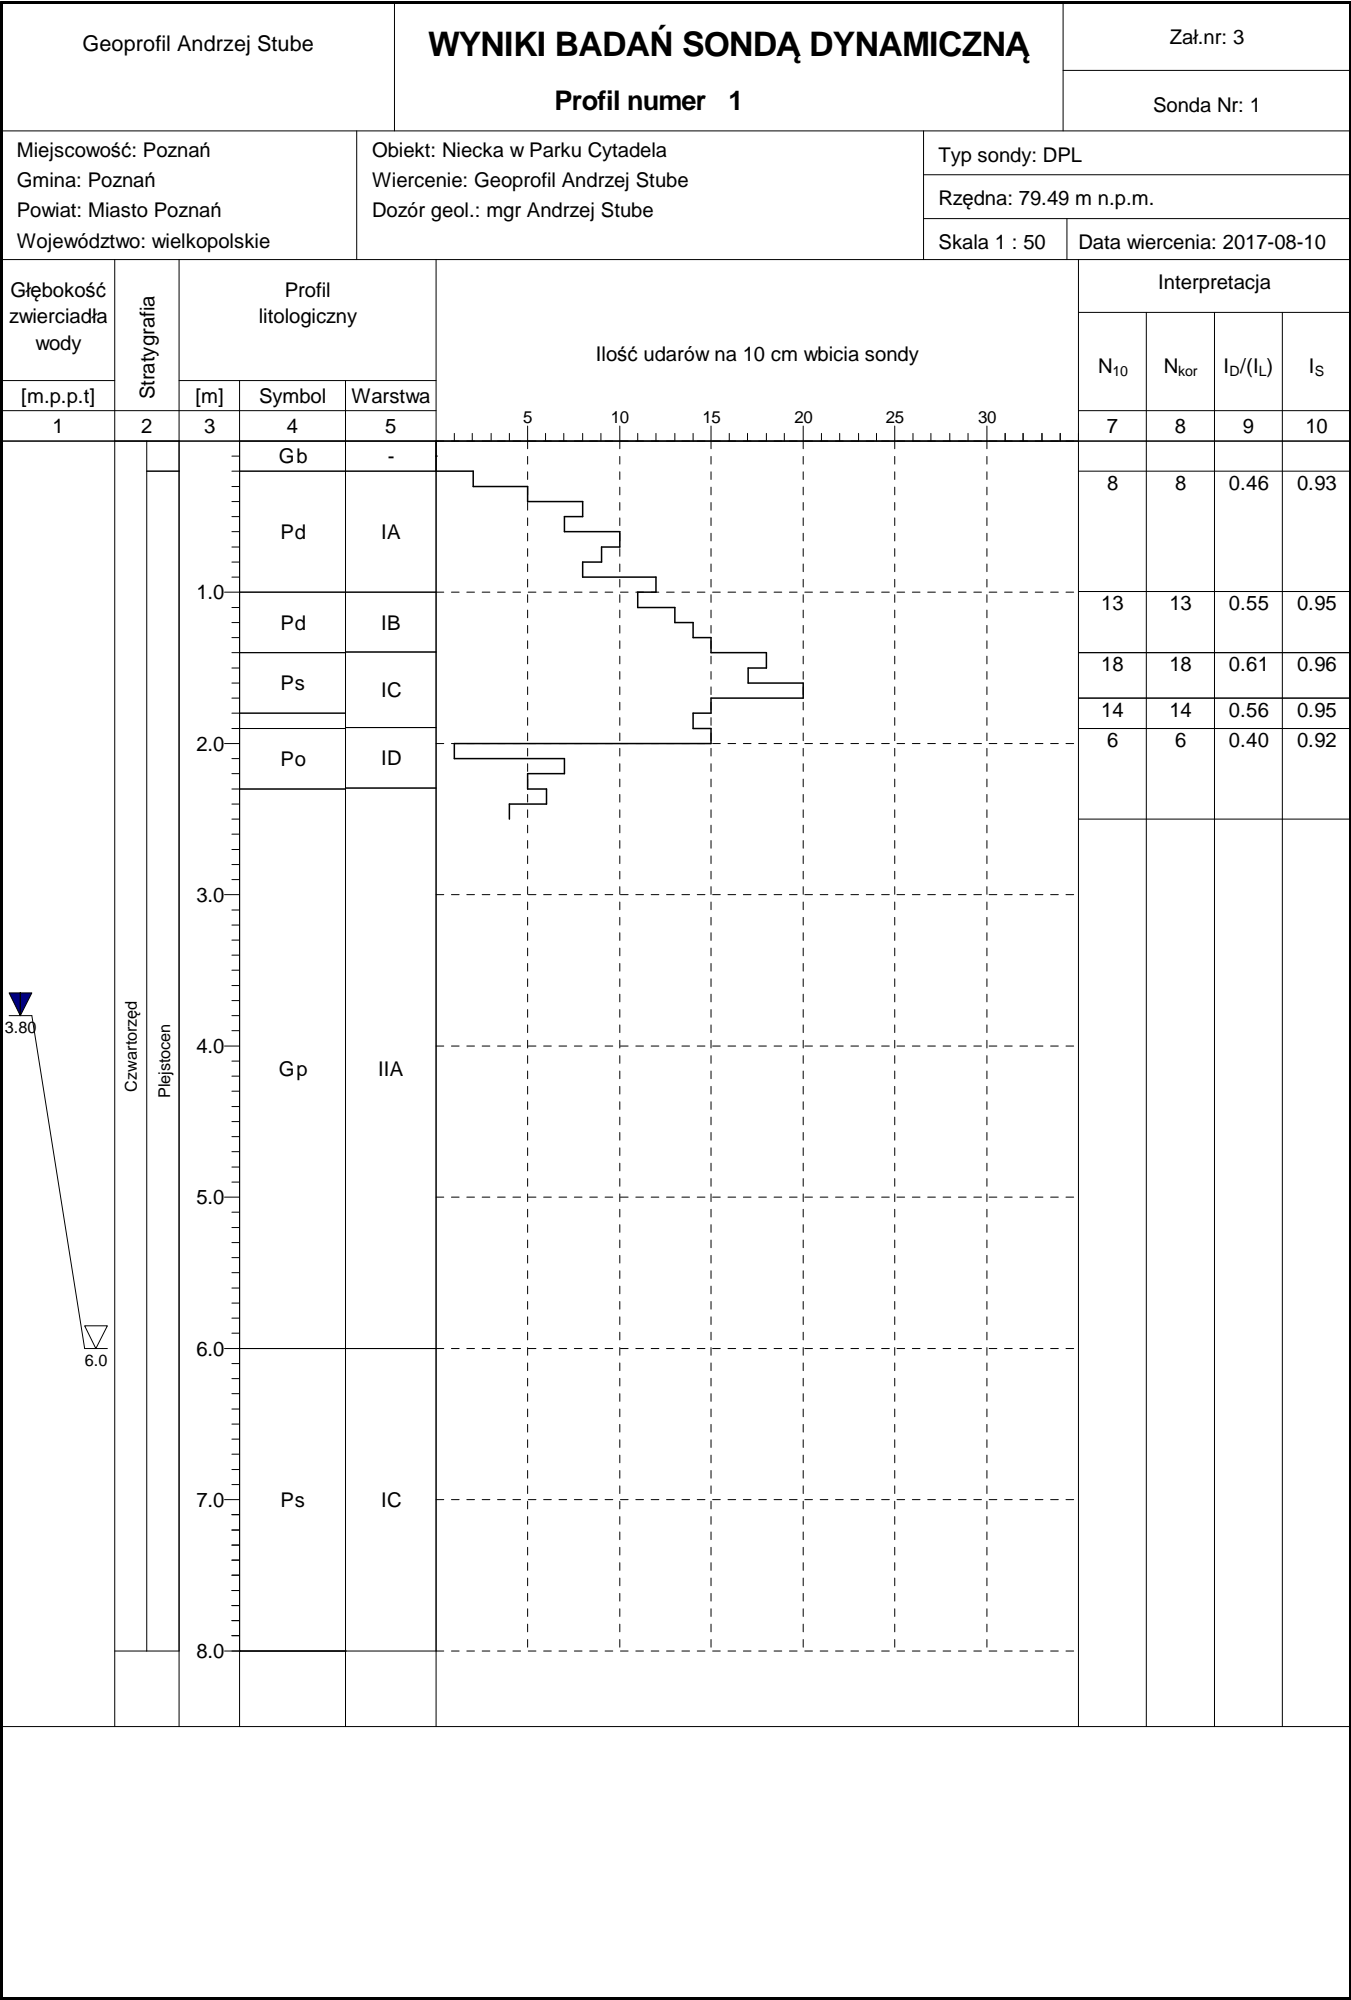 Geoprofil Andrzej Stube
WYNIKI BADAŃ SONDĄ DYNAMICZNĄ
Profil numer 1
Zał.nr: 3
Sonda Nr: 1
Miejscowość: Poznań
Gmina: Poznań
Powiat: Miasto Poznań
Województwo: wielkopolskie
Obiekt: Niecka w Parku Cytadela
Wiercenie: Geoprofil Andrzej Stube
Dozór geol.: mgr Andrzej Stube
Typ sondy: DPL
Rzędna: 79.49 m n.p.m.
Skala 1 : 50
Data wiercenia: 2017-08-10
Głębokość
zwierciadła
wody
[m.p.p.t]
Stratygrafia
Profil
litologiczny
[m]
Symbol
Warstwa
Ilość udarów na 10 cm wbicia sondy
Interpretacja
N10
Nkor
ID/(IL)
IS
1
2
3
4
5
5 10 15 20 25 30
7
8
9
10
Gb -
8 8 0.46 0.93
Pd IA
1.0
13 13 0.55 0.95
Pd IB
18 18 0.61 0.96
Ps IC
14 14 0.56 0.95
2.0
6 6 0.40 0.92
Po ID
3.0
3.80
4.0
Czwartorzęd
Plejstocen
Gp IIA
5.0
6.0
6.0
7.0
Ps IC
8.0